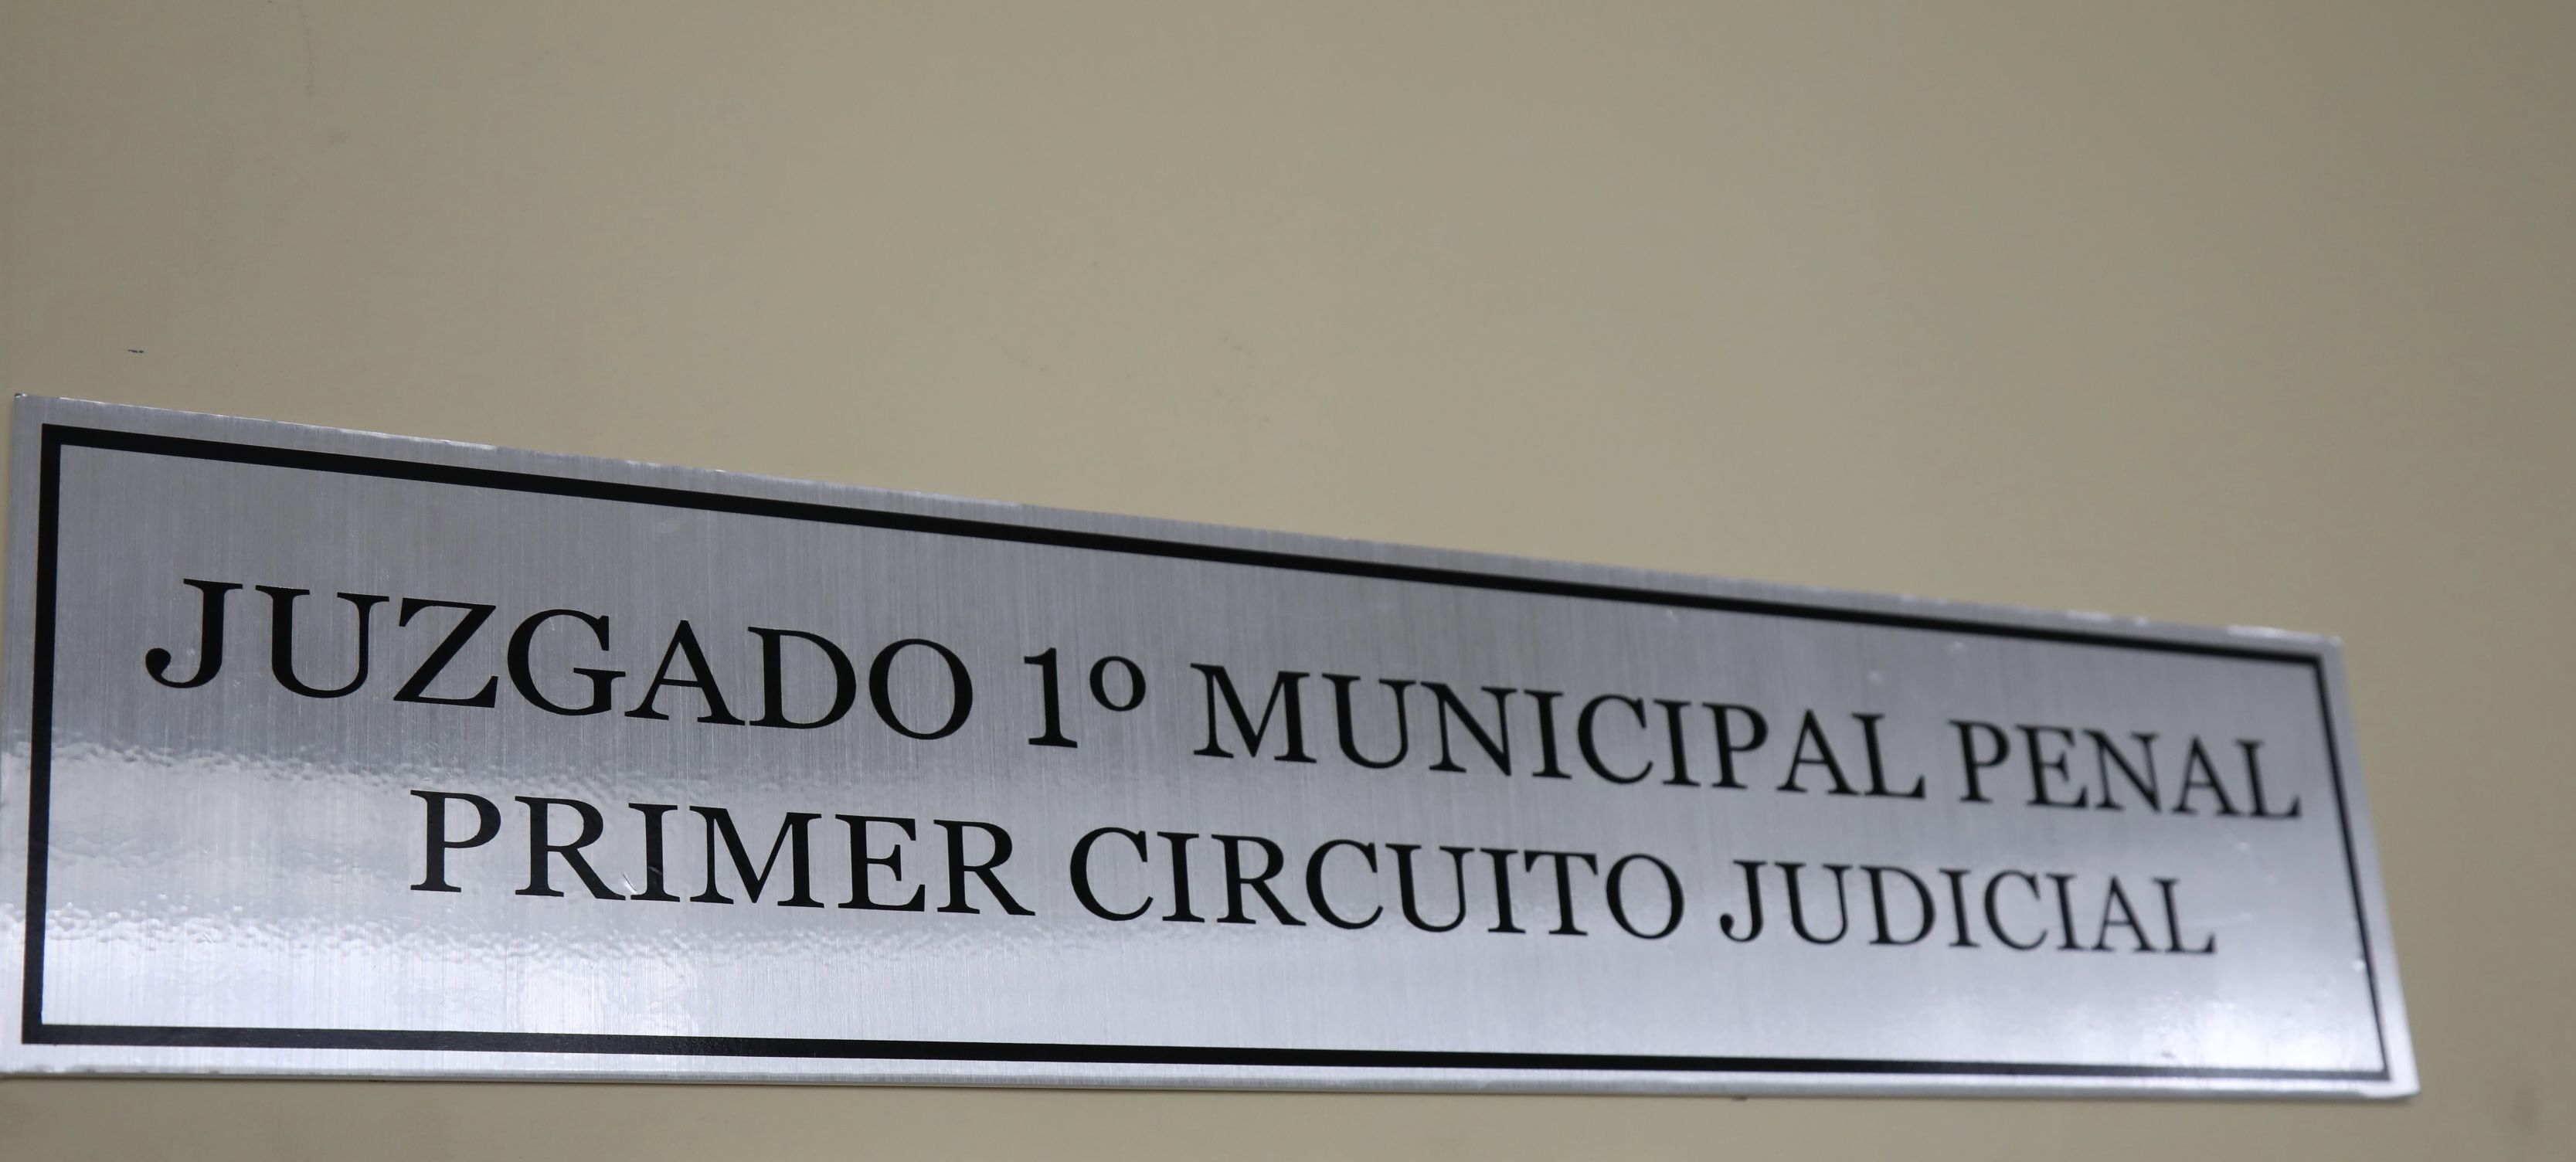 JUZGADO 1º MUNICIPAL PENAL
PRIMER CIRCUITO JUDICIAL